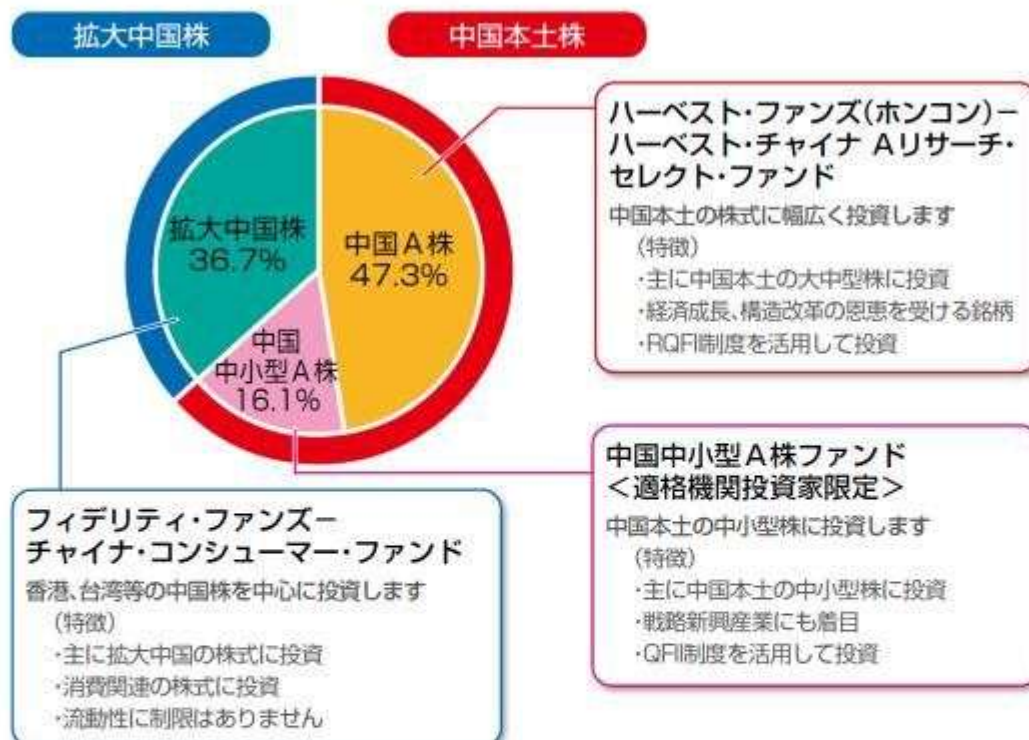 拡大中国株
中国本土株
拡大中国株
36.7%
中国A株
47.3%
中国
中小型A株
16.1%
ハーベスト・ファンズ(ホンコン)ー
ハーベスト・チャイナ Aリサーチ・
セレクト・ファンド
中国本土の株式に幅広く投資します
(特徴)
・主に中国本土の大中型株に投資
・経済成長、構造改革の恩恵を受ける銘柄
・RQFII制度を活用して投資
中国中小型A株ファンド
<適格機関投資家限定>
中国本土の中小型株に投資します
(特徴)
・主に中国本土の中小型株に投資
・戦略新興産業にも着目
・QFII制度を活用して投資
フィデリティ・ファンズー
チャイナ・コンシューマー・ファンド
香港、台湾等の中国株を中心に投資します
(特徴)
・主に拡大中国の株式に投資
・消費関連の株式に投資
・流動性に制限はありません